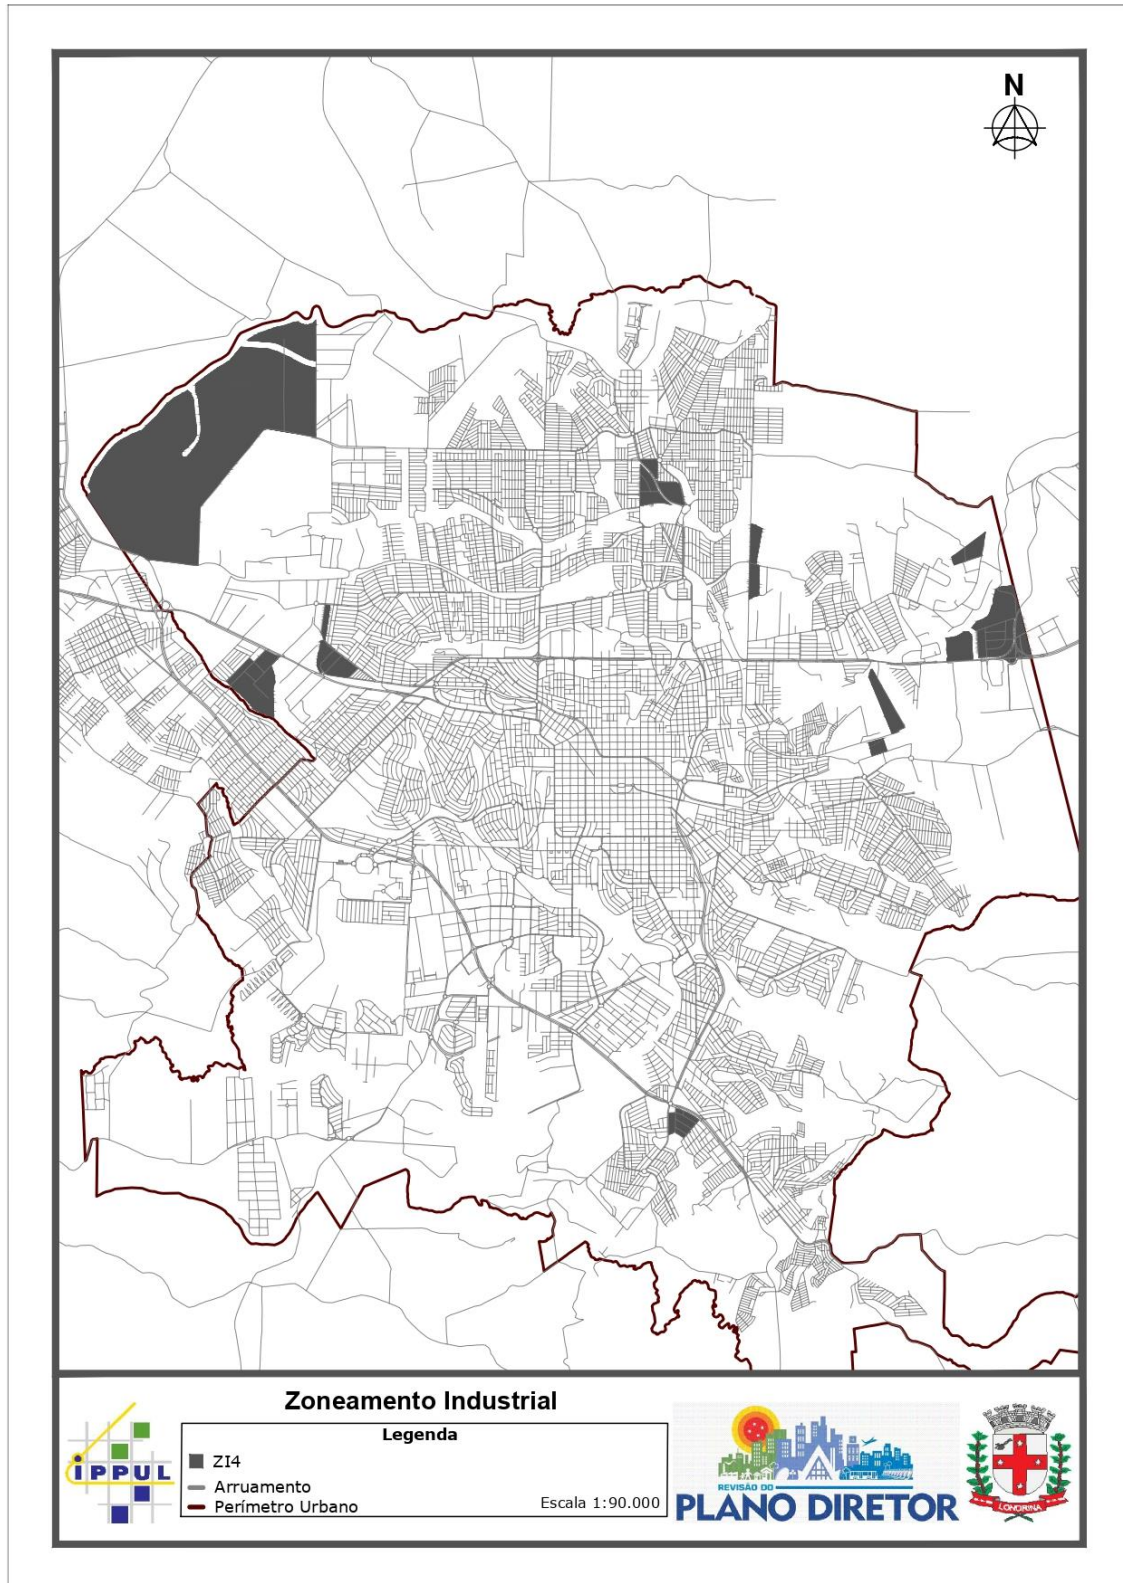 N
Zoneamento Industrial
Legenda
ZI4
Arruamento
Perímetro Urbano
Escala 1:90.000
iPPUL
REVISÃO DO
PLANO DIRETOR
LONDRINA